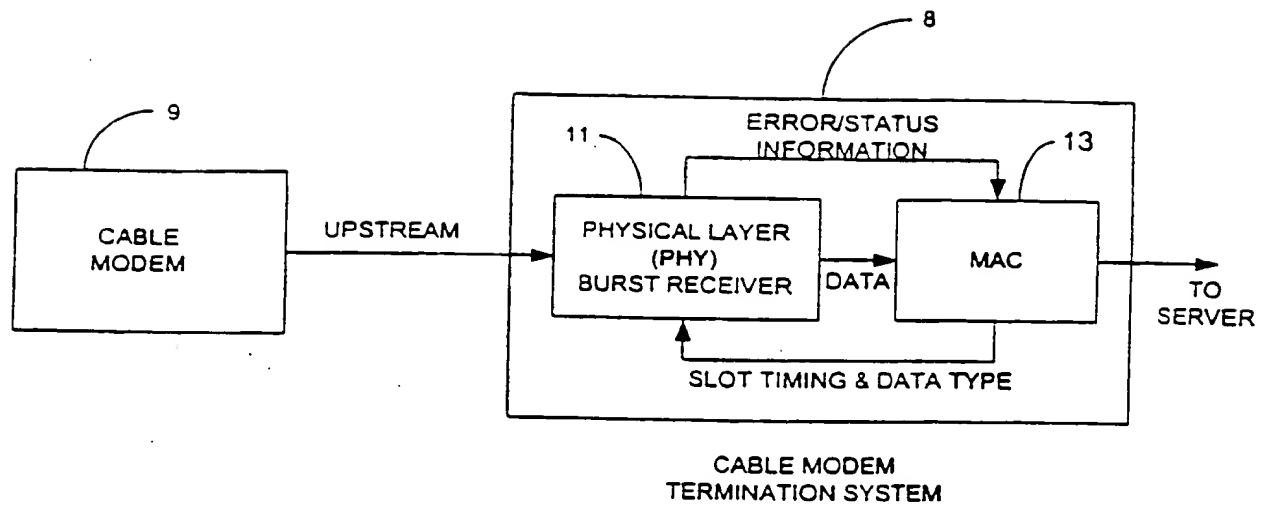 8
9
CABLE
MODEM
UPSTREAM
11
ERROR/STATUS
INFORMATION
13
PHYSICAL LAYER
(PHY)
BURST RECEIVER
DATA
MAC
TO
SERVER
SLOT TIMING & DATA TYPE
CABLE MODEM
TERMINATION SYSTEM